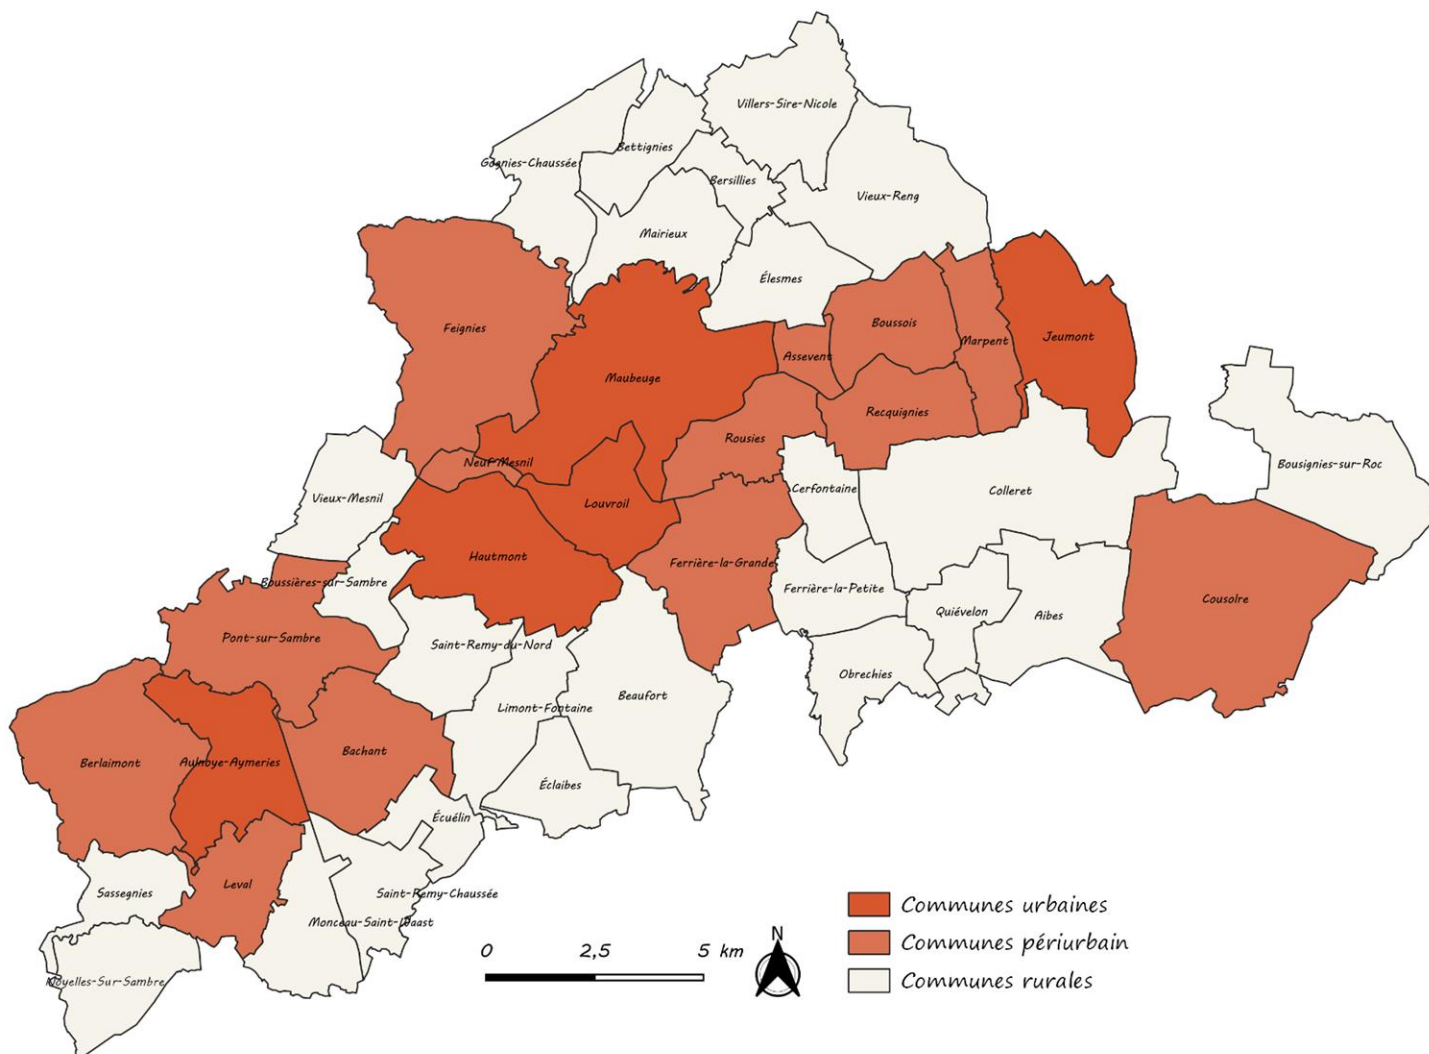 Villers-Sire-Nicole
Bettignies
Gognies-Chaussée
Bersillies
Vieux-Reng
Mairieux
Élesmes
Feignies
Boussois
Jeumont
Marpent
Assevent
Maubeuge
Recquignies
Rousies
Neuf-Mesnil
Bousignies-sur-Roc
Cerfontaine
Colleret
Vieux-Mesnil
Louvroil
Hautmont
Ferrière-la-Grande
Boussières-sur-Sambre
Ferrière-la-Petite
Cousolre
Quiévelon
Aibes
Pont-sur-Sambre
Saint-Remy-du-Nord
Obrechies
Beaufort
Limont-Fontaine
Bachant
Berlaimont
Aulnoye-Aymeries
Éclaibes
Écuélin
Leval
Sassegnies
Saint-Remy-Chaussée
Monceau-Saint-Waast
Noyelles-Sur-Sambre
0 2,5 5 km
N
Communes urbaines
Communes périurbain
Communes rurales